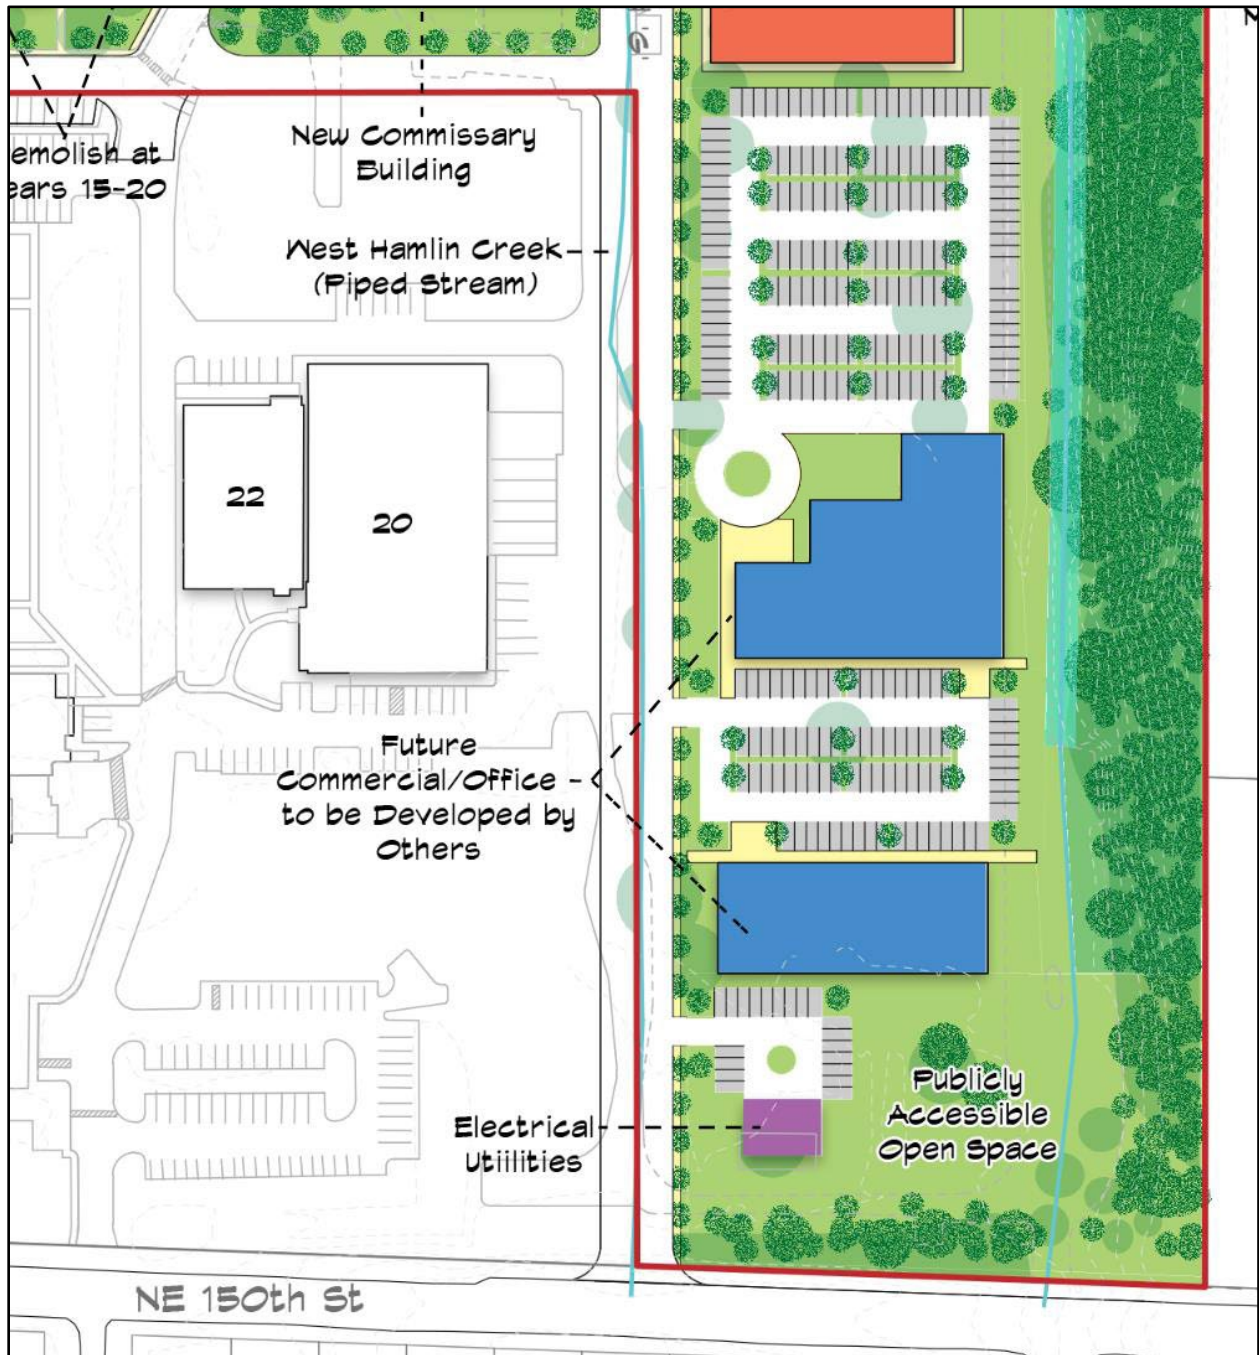 New Commissary
Building
emolish at
ears 15-20
West Hamlin Creek
(Piped Stream)
22
20
Future
Commercial/Office
to be Developed by
Others
Electrical
Utiilities
Publicly
Accessible
Open Space
NE 150th St